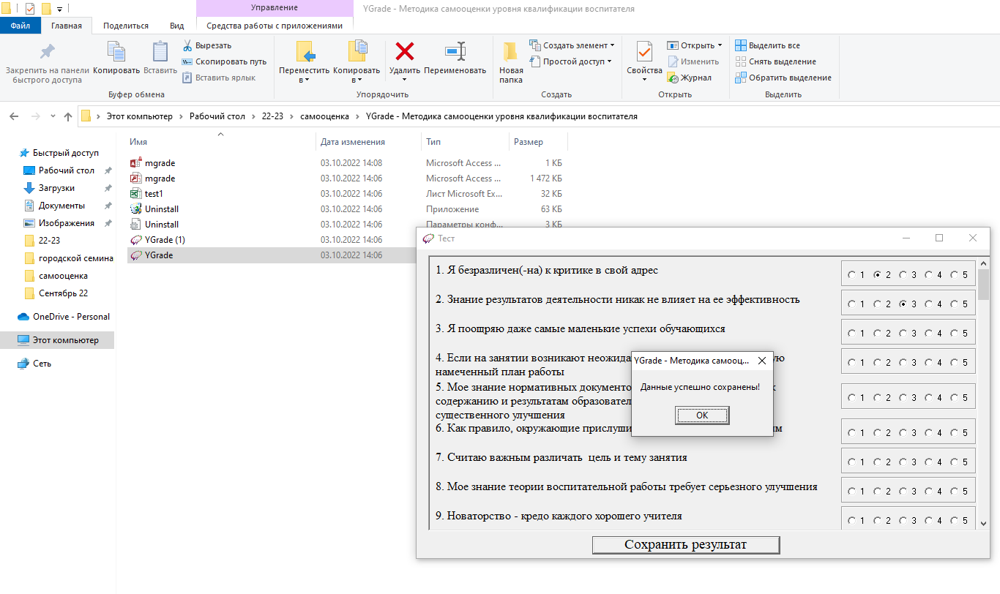 Управление
YGrade - Методика самооценки уровня квалификации воспитателя
Файл
Главная
Поделиться
Вид
Средства работы с приложениями
Закрепить на панели
быстрого доступа
Копировать
Вставить
Вырезать
Скопировать путь
Вставить ярлык
Переместить
в
Копировать
в
Удалить
Переименовать
Новая
папка
Создать элемент
Простой доступ
Свойства
Открыть
Изменить
Журнал
Выделить все
Снять выделение
Обратить выделение
Буфер обмена
Упорядочить
Создать
Открыть
Выделить
Этот компьютер
Рабочий стол
22-23
самооценка
YGrade - Методика самооценки уровня квалификации воспитателя
Имя
Дата изменения
Тип
Размер
Быстрый доступ
Рабочий стол
Загрузки
Документы
Изображения
22-23
городской семина
самооценка
Сентябрь 22
OneDrive - Personal
Этот компьютер
Сеть
mgrade 03.10.2022 14:08 Microsoft Access ... 1 КБ
mgrade 03.10.2022 14:06 Microsoft Access ... 1 472 КБ
test1 03.10.2022 14:06 Лист Microsoft Ex... 32 КБ
Uninstall 03.10.2022 14:06 Приложение 63 КБ
Uninstall 03.10.2022 14:06 Параметры конф... 3 КБ
YGrade (1) 03.10.2022 14:06
YGrade 03.10.2022 14:06
Тест
1. Я безразличен(-на) к критике в свой адрес
1 2 3 4 5
2. Знание результатов деятельности никак не влияет на ее эффективность
1 2 3 4 5
3. Я поощряю даже самые маленькие успехи обучающихся
1 2 3 4 5
4. Если на занятии возникают неожида
намеченный план работы
1 2 3 4 5
5. Мое знание нормативных документо
содержанию и результатам образовател
существенного улучшения
1 2 3 4 5
6. Как правило, окружающие прислуши
1 2 3 4 5
7. Считаю важным различать цель и тему занятия
1 2 3 4 5
8. Мое знание теории воспитательной работы требует серьезного улучшения
1 2 3 4 5
9. Новаторство - кредо каждого хорошего учителя
1 2 3 4 5
Сохранить результат
YGrade - Методика самооц...
Данные успешно сохранены!
OK